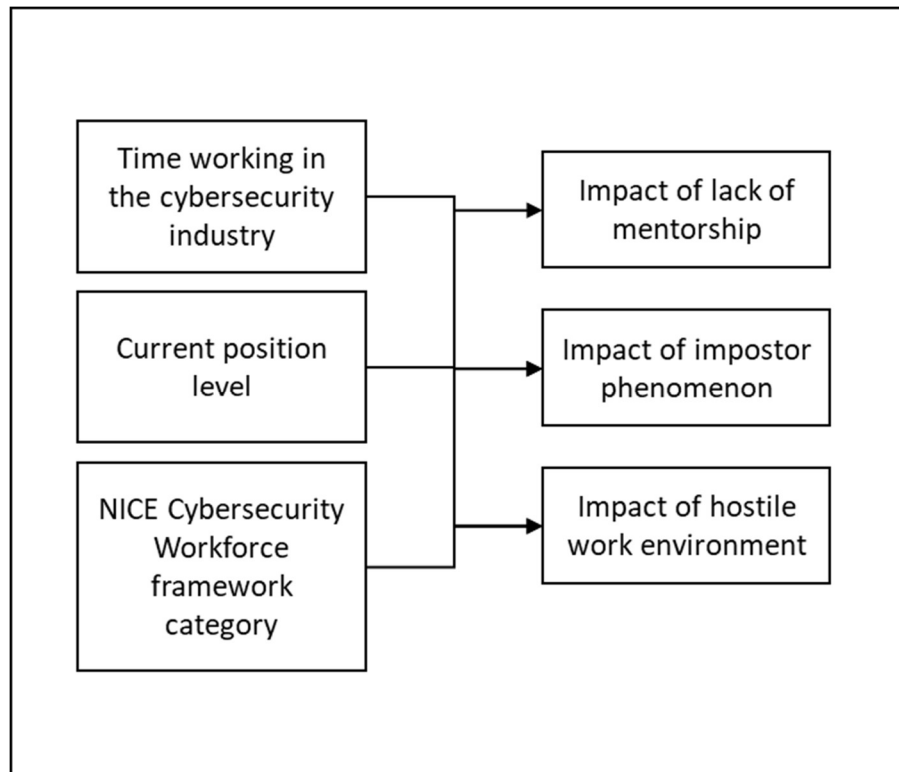 Time working in
the cybersecurity
industry
Current position
level
NICE Cybersecurity
Workforce
framework
category
Impact of lack of
mentorship
Impact of impostor
phenomenon
Impact of hostile
work environment